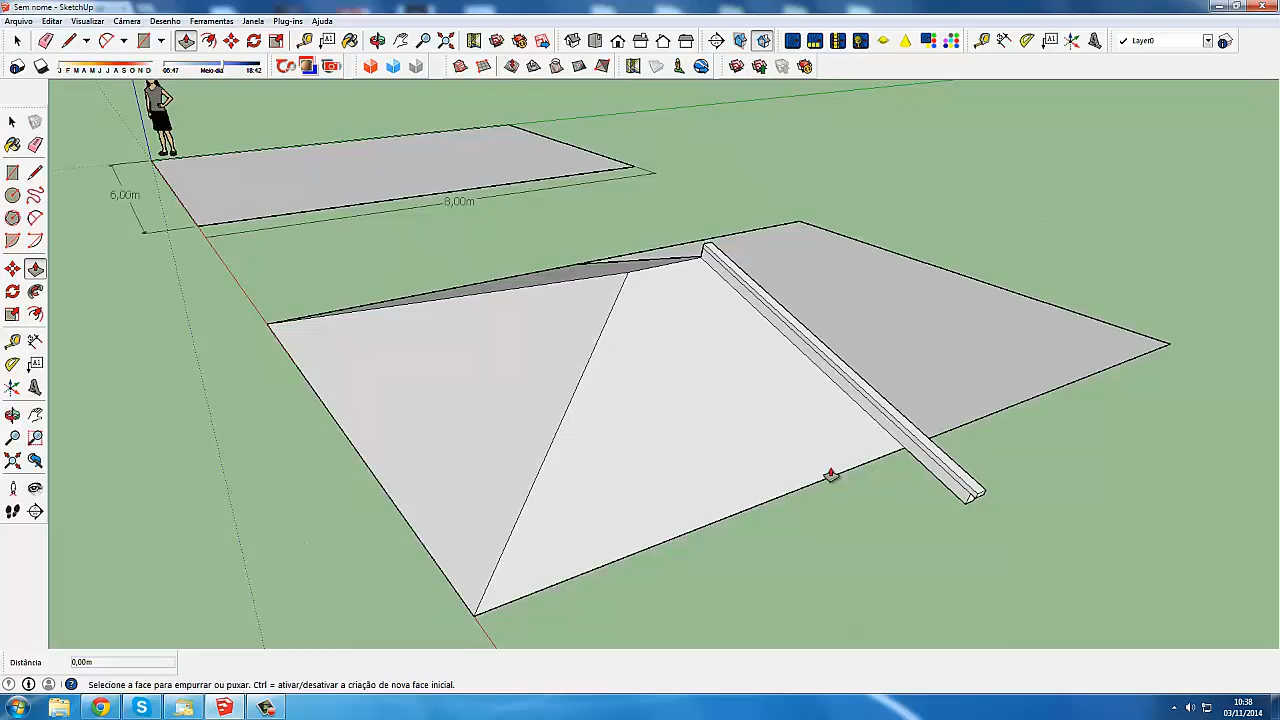 Sem nome - SketchUp
Arquivo Editar Visualizar Câmera Desenho Ferramentas Janela Plug-ins Ajuda
J F M A M J J A S O N D
06:47 Meio-dia 18:42
Layer0
6,00m
8,00m
Distância 0,00m
Selecione a face para empurrar ou puxar. Ctrl = ativar/desativar a criação de nova face inicial.
10:38
03/11/2014